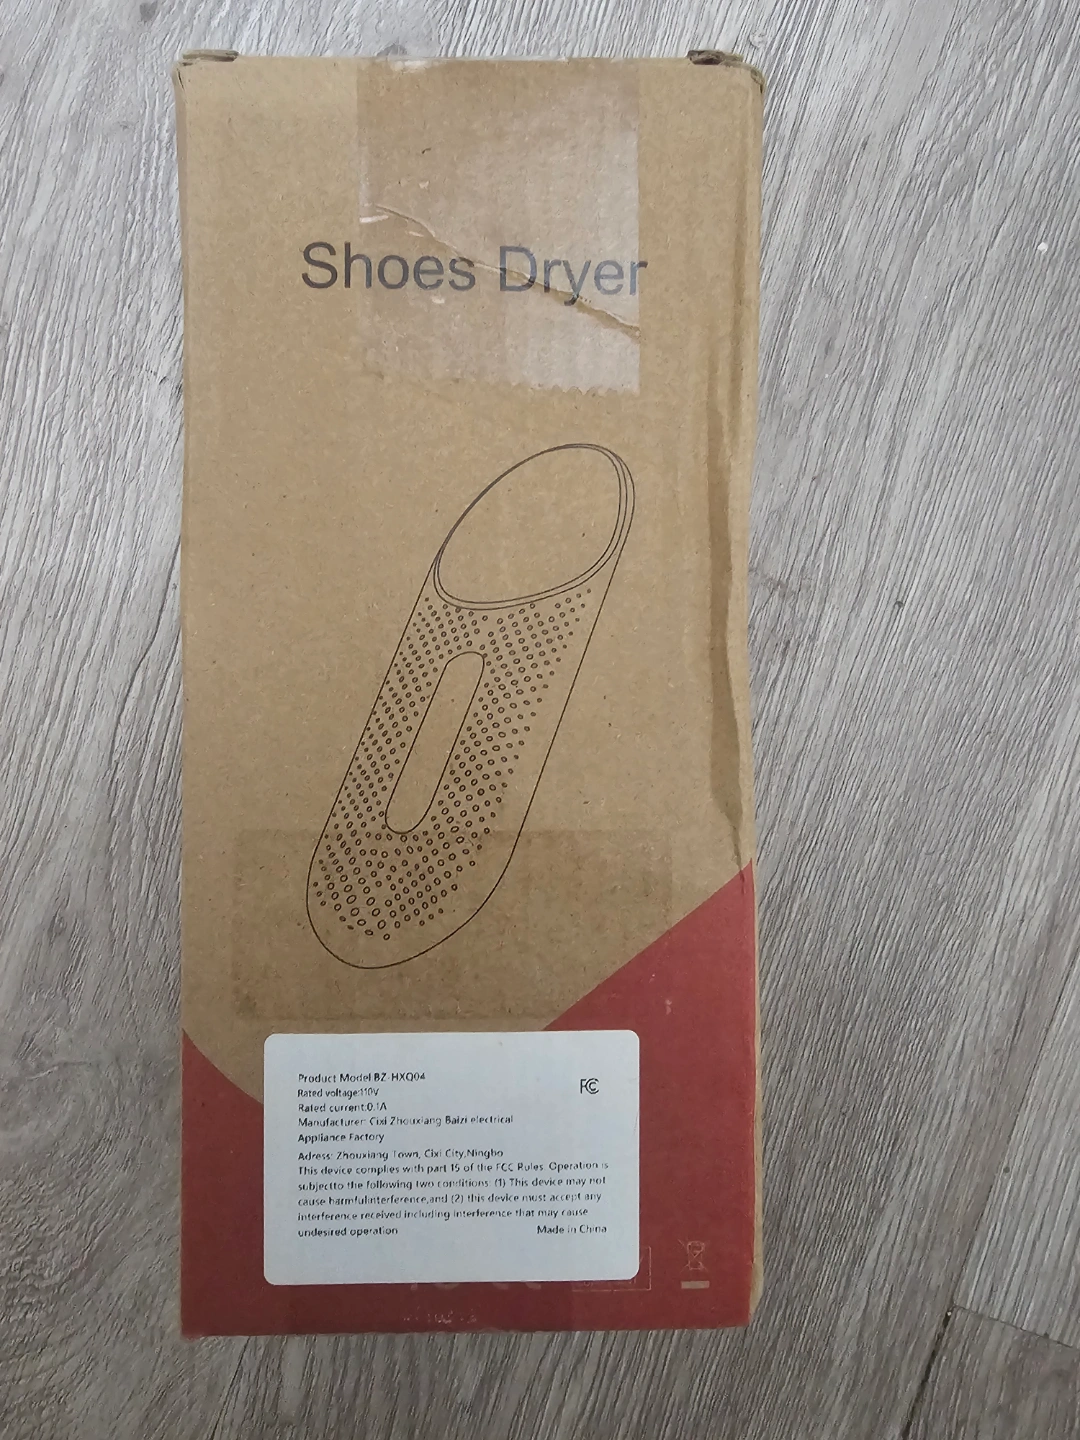 Shoes Dryer
Product Model:BZ-HXQ04
FC
Rated voltage:110V
Rated current:0.1A
Manufacturer: Cixi Zhouxiang Baizi electrical
Appliance Factory
Adress: Zhouxiang Town, Cixi City,Ningbo
This device complies with part 15 of the FCC Rules. Operation is
subjectto the following two conditions: (1) This device may not
cause harmfulinterference,and (2) this device must accept any
interference received including interference that may cause
undesired operation
Made in China